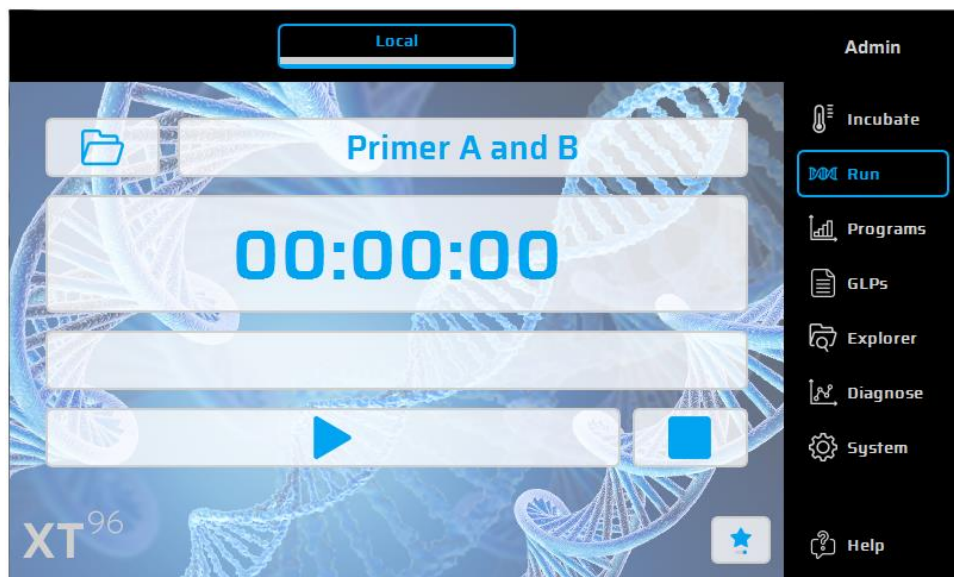 Local
Admin
Primer A and B
00:00:00
Incubate
Run
Programs
GLPs
Explorer
Diagnose
System
Help
XT96